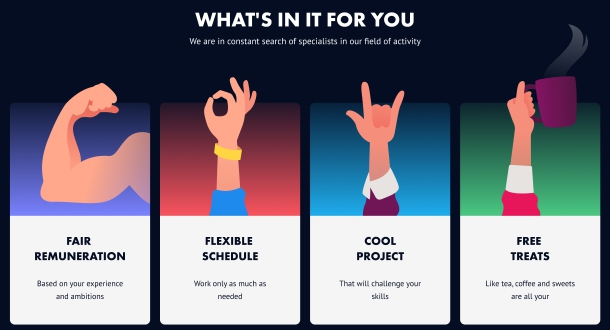 WHAT'S IN IT FOR YOU
We are in constant search of specialists in our field of activity
FAIR
REMUNERATION
Based on your experience
and ambitions
FLEXIBLE
SCHEDULE
Work only as much as
needed
COOL
PROJECT
That will challenge your
skills
FREE
TREATS
Like tea, coffee and sweets
are all your